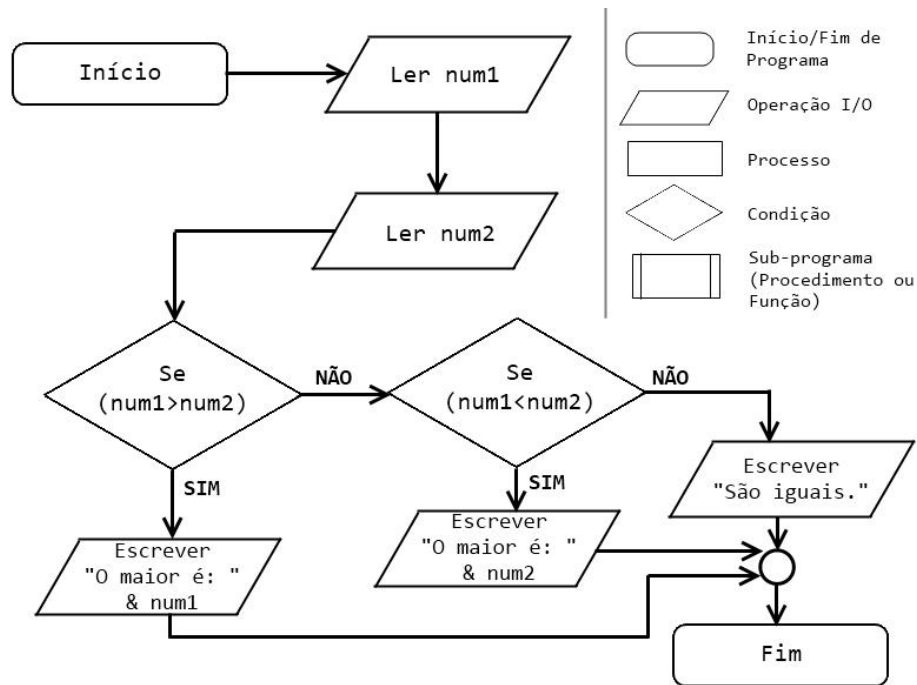 Início
Ler num1
Ler num2
Se
(num1>num2)
NÃO
Se
(num1<num2)
NÃO
SIM
SIM
Escrever
"São iguais."
Escrever
"O maior é: "
& num1
Escrever
"O maior é: "
& num2
Fim
Início/Fim de
Programa
Operação I/O
Processo
Condição
Sub-programa
(Procedimento ou
Função)